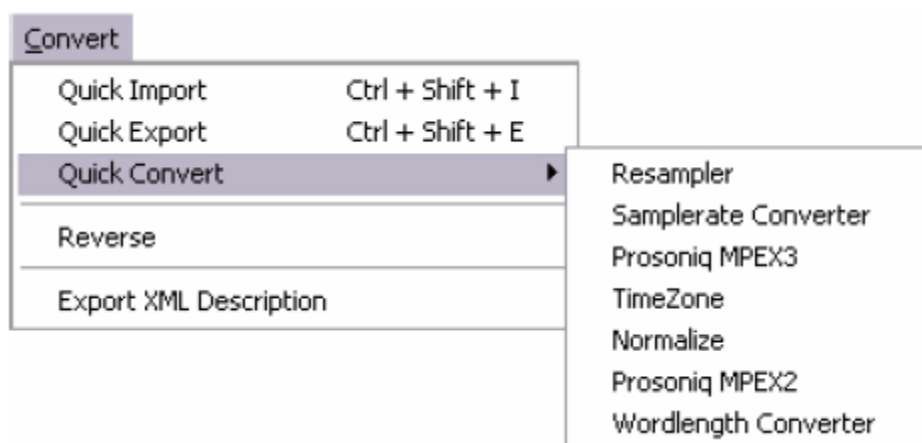 Convert
Quick Import Ctrl + Shift + I
Quick Export Ctrl + Shift + E
Quick Convert
Reverse
Export XML Description
Resampler
Samplerate Converter
Prosoniq MPEX3
TimeZone
Normalize
Prosoniq MPEX2
Wordlength Converter